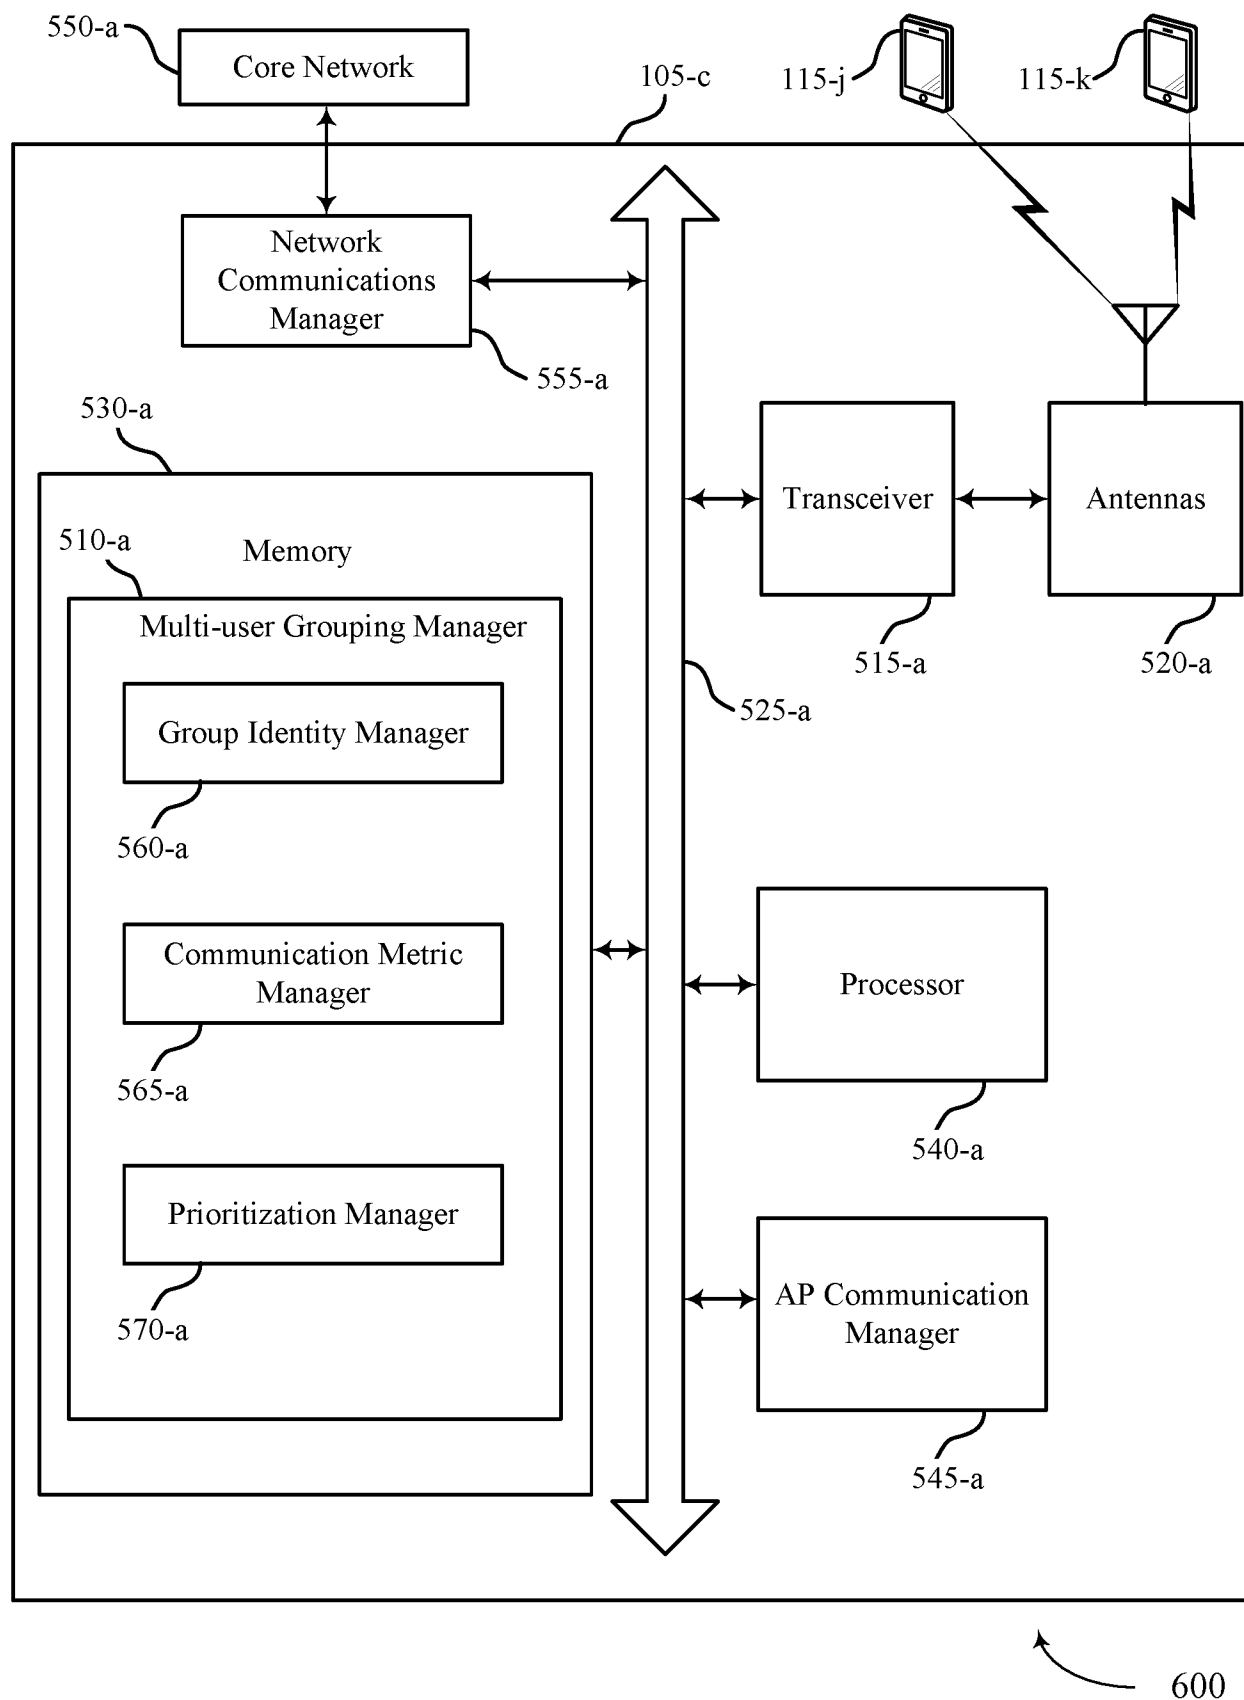 550-a
Core Network
105-c
115-j
115-k
Network
Communications
Manager
555-a
530-a
510-a
Memory
Multi-user Grouping Manager
Group Identity Manager
560-a
Communication Metric
Manager
565-a
Prioritization Manager
570-a
525-a
Transceiver
515-a
Antennas
520-a
Processor
540-a
AP Communication
Manager
545-a
600